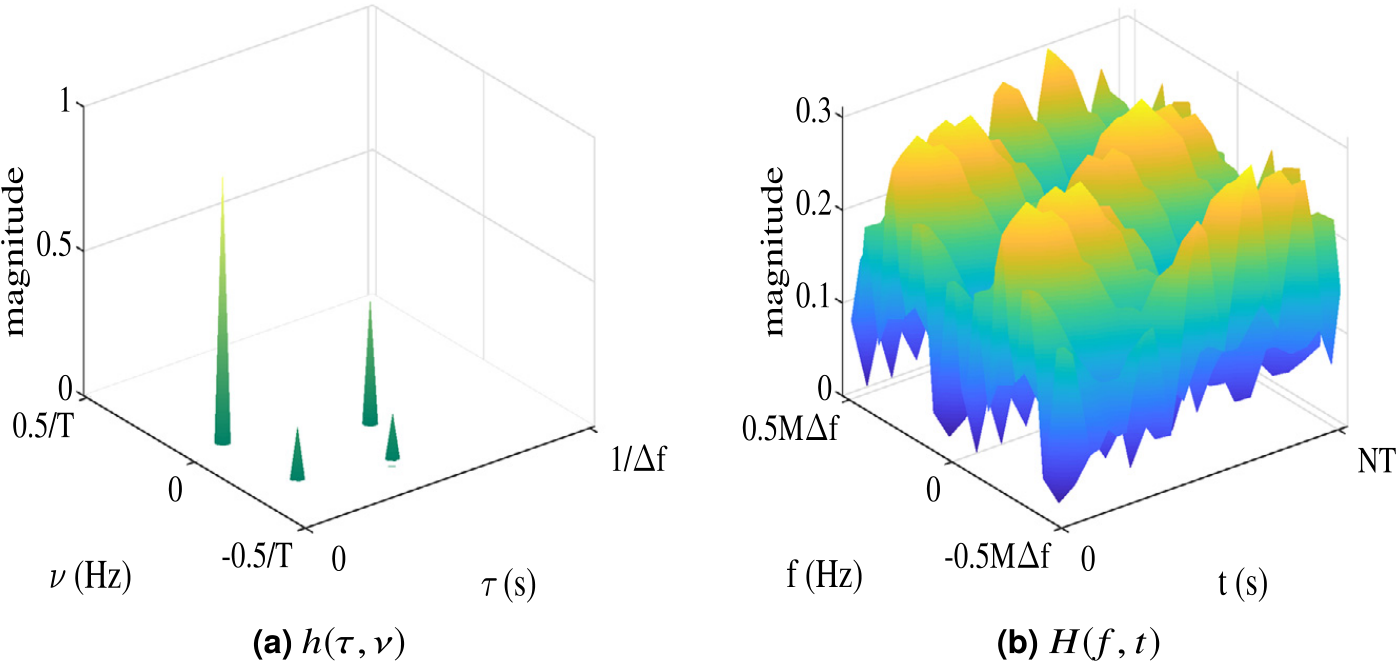 1
0.5
0
magnitude
0.5/T
0
-0.5/T
ν (Hz)
0
1/Δf
τ (s)
(a) h(τ, ν)
0.3
0.2
0.1
0
magnitude
0.5MΔf
0
-0.5MΔf
f (Hz)
0
NT
t (s)
(b) H(f, t)